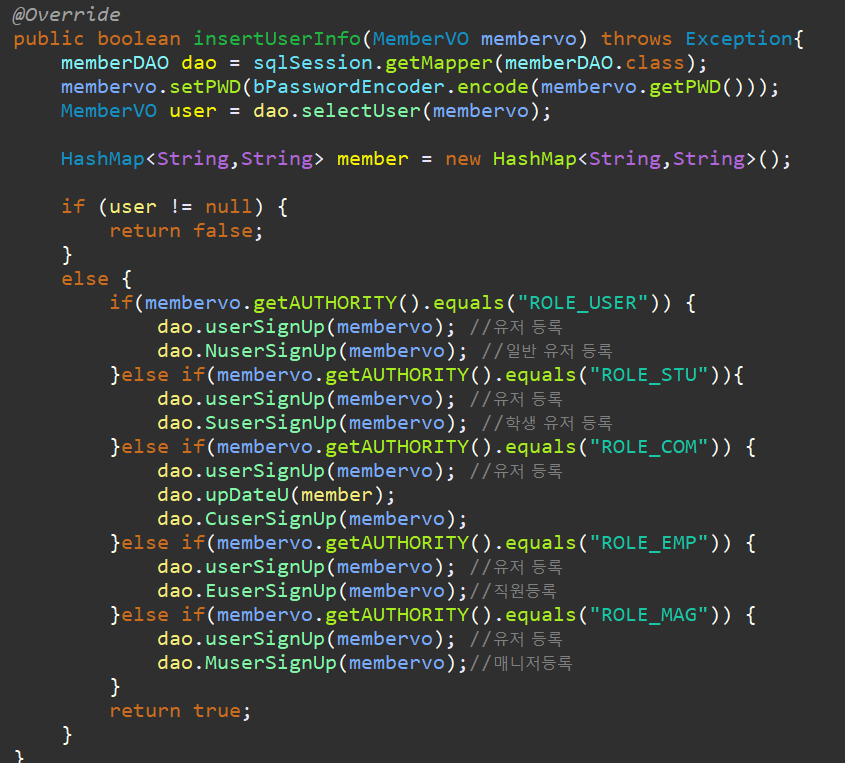 @Override
public boolean insertUserInfo(MemberVO membervo) throws Exception{
    memberDAO dao = sqlSession.getMapper(memberDAO.class);
    membervo.setPWD(bPasswordEncoder.encode(membervo.getPWD()));
    MemberVO user = dao.selectUser(membervo);

    HashMap<String,String> member = new HashMap<String,String>();

    if (user != null) {
        return false;
    }
    else {
        if(membervo.getAUTHORITY().equals("ROLE_USER")) {
            dao.userSignUp(membervo); //유저 등록
            dao.NuserSignUp(membervo); //일반 유저 등록
        }else if(membervo.getAUTHORITY().equals("ROLE_STU")){
            dao.userSignUp(membervo); //유저 등록
            dao.SuserSignUp(membervo); //학생 유저 등록
        }else if(membervo.getAUTHORITY().equals("ROLE_COM")) {
            dao.userSignUp(membervo); //유저 등록
            dao.upDateU(member);
            dao.CuserSignUp(membervo);
        }else if(membervo.getAUTHORITY().equals("ROLE_EMP")) {
            dao.userSignUp(membervo); //유저 등록
            dao.EuserSignUp(membervo);//직원등록
        }else if(membervo.getAUTHORITY().equals("ROLE_MAG")) {
            dao.userSignUp(membervo); //유저 등록
            dao.MuserSignUp(membervo);//매니저등록
        }
        return true;
    }
}